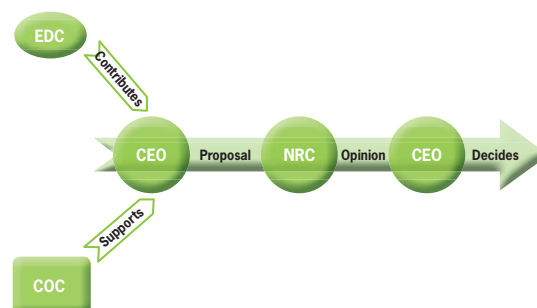 EDC
Contributes
CEO Proposal NRC Opinion CEO Decides
Supports
COC